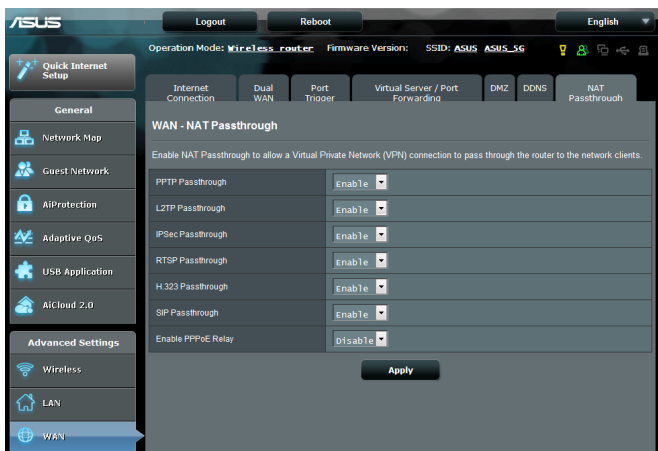 ASUS
Logout
Reboot
English
Operation Mode: Wireless router Firmware Version: SSID: ASUS ASUS_5G
Quick Internet
Setup
General
Network Map
Guest Network
AiProtection
Adaptive QoS
USB Application
AiCloud 2.0
Advanced Settings
Wireless
LAN
WAN
Internet
Connection
Dual
WAN
Port
Trigger
Virtual Server / Port
Forwarding
DMZ
DDNS
NAT
Passthrough
WAN - NAT Passthrough
Enable NAT Passthrough to allow a Virtual Private Network (VPN) connection to pass through the router to the network clients.
PPTP Passthrough Enable
L2TP Passthrough Enable
IPSec Passthrough Enable
RTSP Passthrough Enable
H.323 Passthrough Enable
SIP Passthrough Enable
Enable PPPoE Relay Disable
Apply